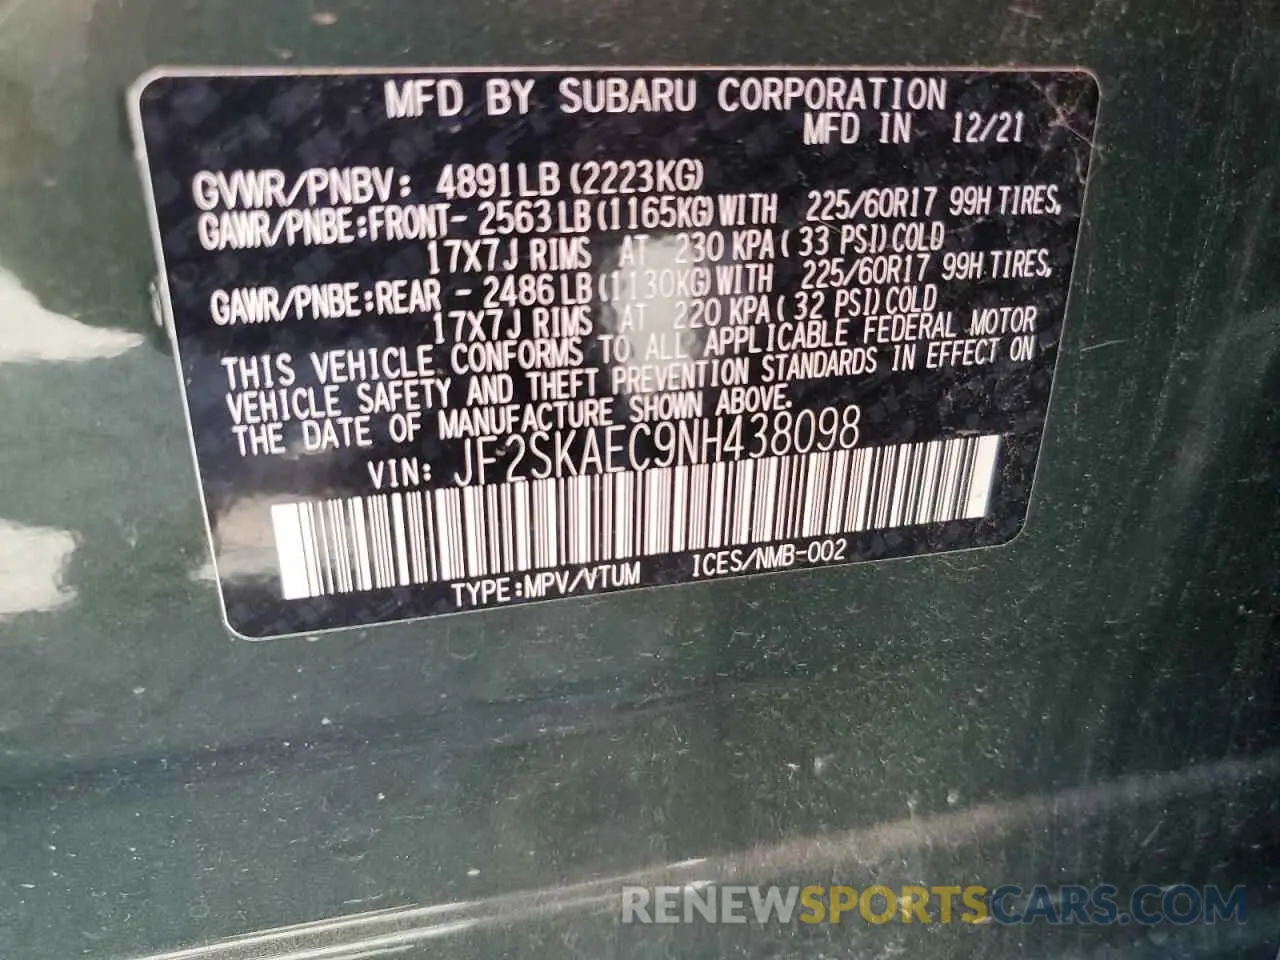 MFD BY SUBARU CORPORATION
MFD IN 12/21
GVWR/PNBV: 4891LB (2223KG)
GAWR/PNBE:FRONT- 2563LB(1165KG)WITH 225/60R17 99H TIRES,
17X7J RIMS AT 230 KPA( 33 PSI)COLD
GAWR/PNBE:REAR - 2486LB(1130KG)WITH 225/60R17 99H TIRES,
17X7J RIMS AT 220 KPA( 32 PSI)COLD
THIS VEHICLE CONFORMS TO ALL APPLICABLE FEDERAL MOTOR
VEHICLE SAFETY AND THEFT PREVENTION STANDARDS IN EFFECT ON
THE DATE OF MANUFACTURE SHOWN ABOVE.
VIN: JF2SKAEC9NH438098
TYPE:MPV/VTUM ICES/NMB-002
RENEWSPORTSCARS.COM